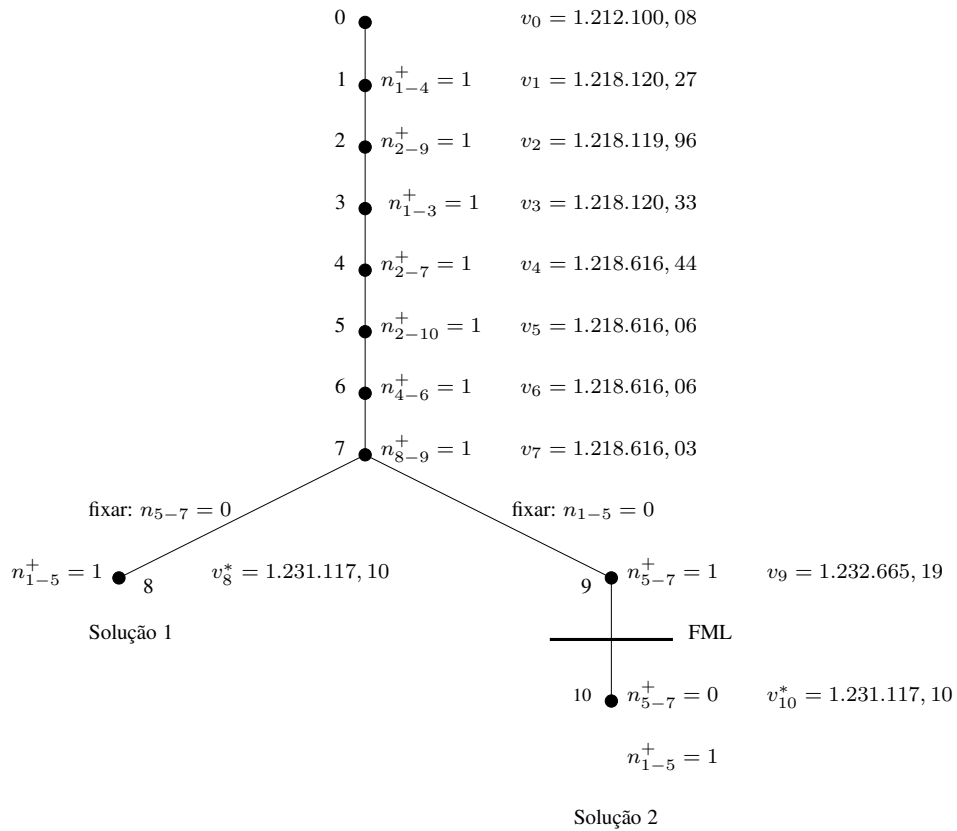 0 v_0 = 1.212.100, 08
1 n^+_{1−4} = 1 v_1 = 1.218.120, 27
2 n^+_{2−9} = 1 v_2 = 1.218.119, 96
3 n^+_{1−3} = 1 v_3 = 1.218.120, 33
4 n^+_{2−7} = 1 v_4 = 1.218.616, 44
5 n^+_{2−10} = 1 v_5 = 1.218.616, 06
6 n^+_{4−6} = 1 v_6 = 1.218.616, 06
7 n^+_{8−9} = 1 v_7 = 1.218.616, 03
fixar: n_{5−7} = 0 fixar: n_{1−5} = 0
n^+_{1−5} = 1 8 v^*_8 = 1.231.117, 10 9 n^+_{5−7} = 1 v_9 = 1.232.665, 19
Solução 1 FML
10 n^+_{5−7} = 0 v^*_{10} = 1.231.117, 10
n^+_{1−5} = 1
Solução 2